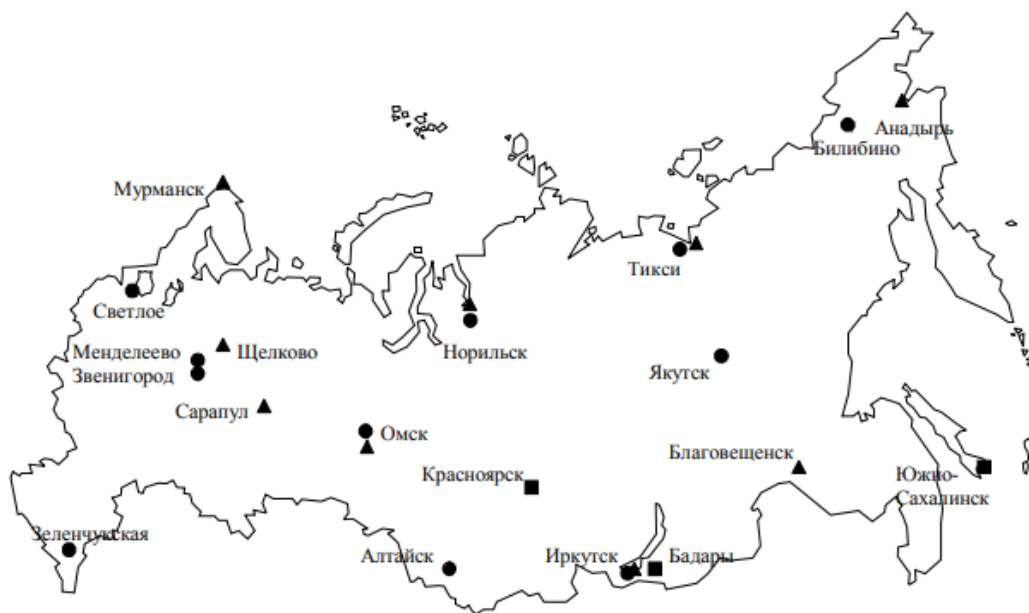 Анадырь
Билибино
Мурманск
Тикси
Светлое
Менделеево
Щелково
Звенигород
Норильск
Якутск
Сарапул
Омск
Благовещенск
Красноярск
Южно-
Сахалинск
Зеленчукская
Алтайск
Иркутск
Бадары